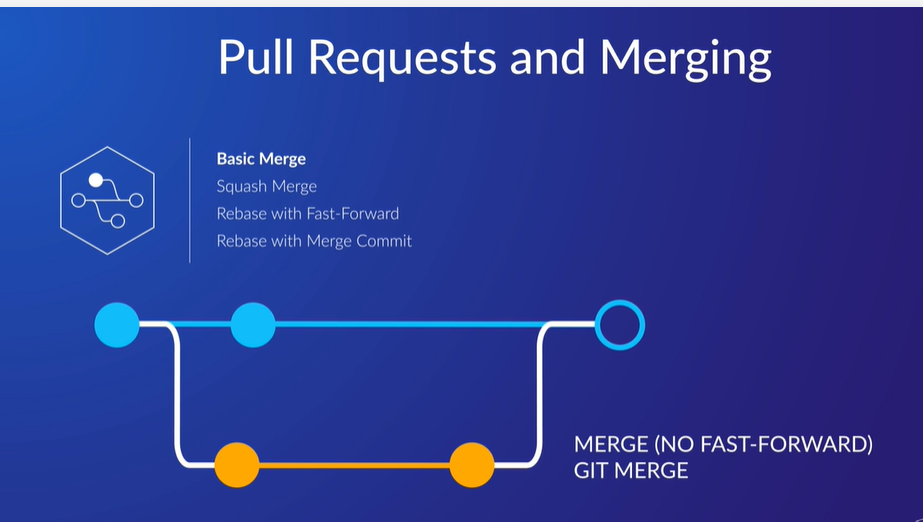 Pull Requests and Merging
Basic Merge
Squash Merge
Rebase with Fast-Forward
Rebase with Merge Commit
MERGE (NO FAST-FORWARD)
GIT MERGE